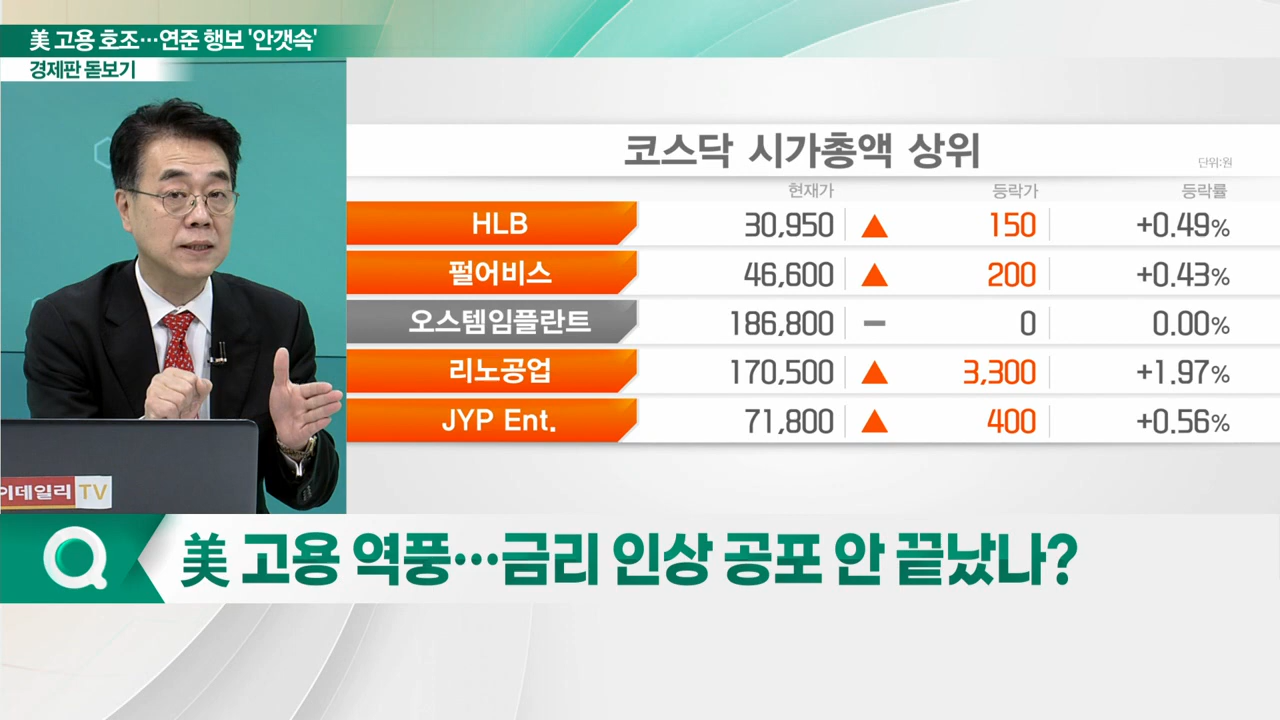 美 고용 호조…연준 행보 '안갯속'
경제판 돋보기
코스닥 시가총액 상위
단위:원
현재가 등락가 등락률
HLB 30,950 ▲ 150 +0.49%
펄어비스 46,600 ▲ 200 +0.43%
오스템임플란트 186,800 － 0 0.00%
리노공업 170,500 ▲ 3,300 +1.97%
JYP Ent. 71,800 ▲ 400 +0.56%
이데일리 TV
美 고용 역풍…금리 인상 공포 안 끝났나?